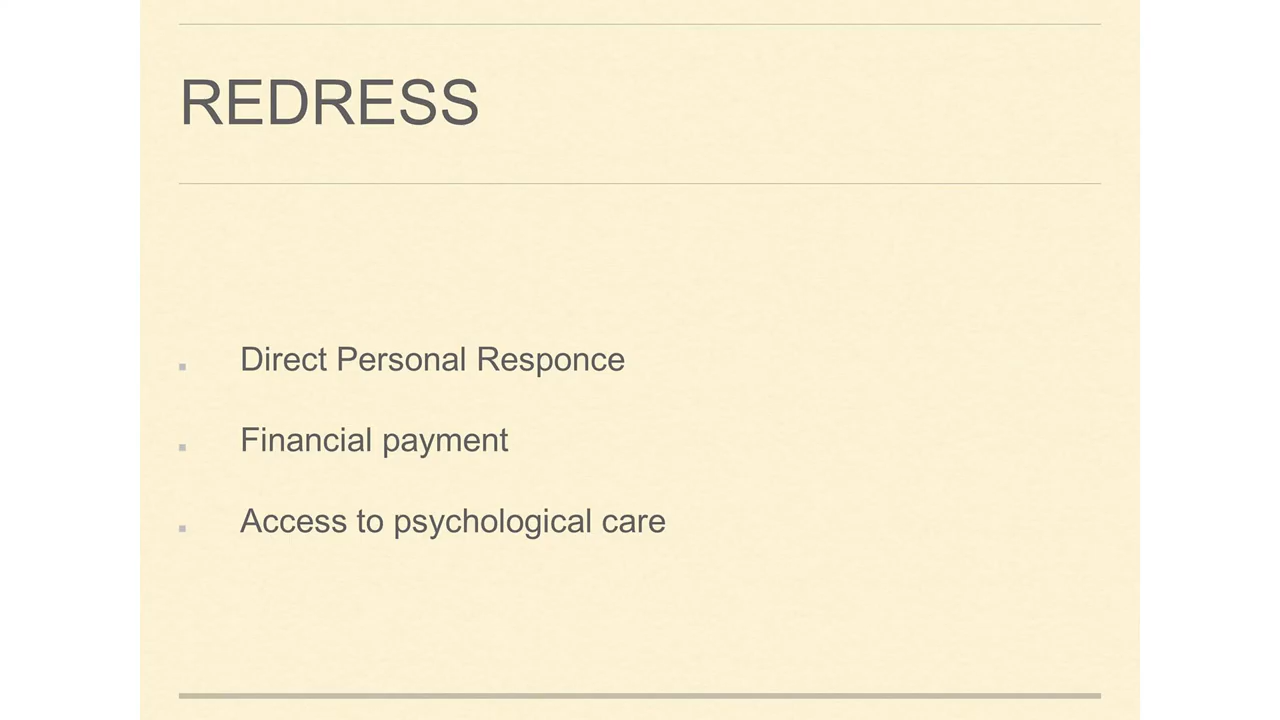 REDRESS
Direct Personal Responce
Financial payment
Access to psychological care